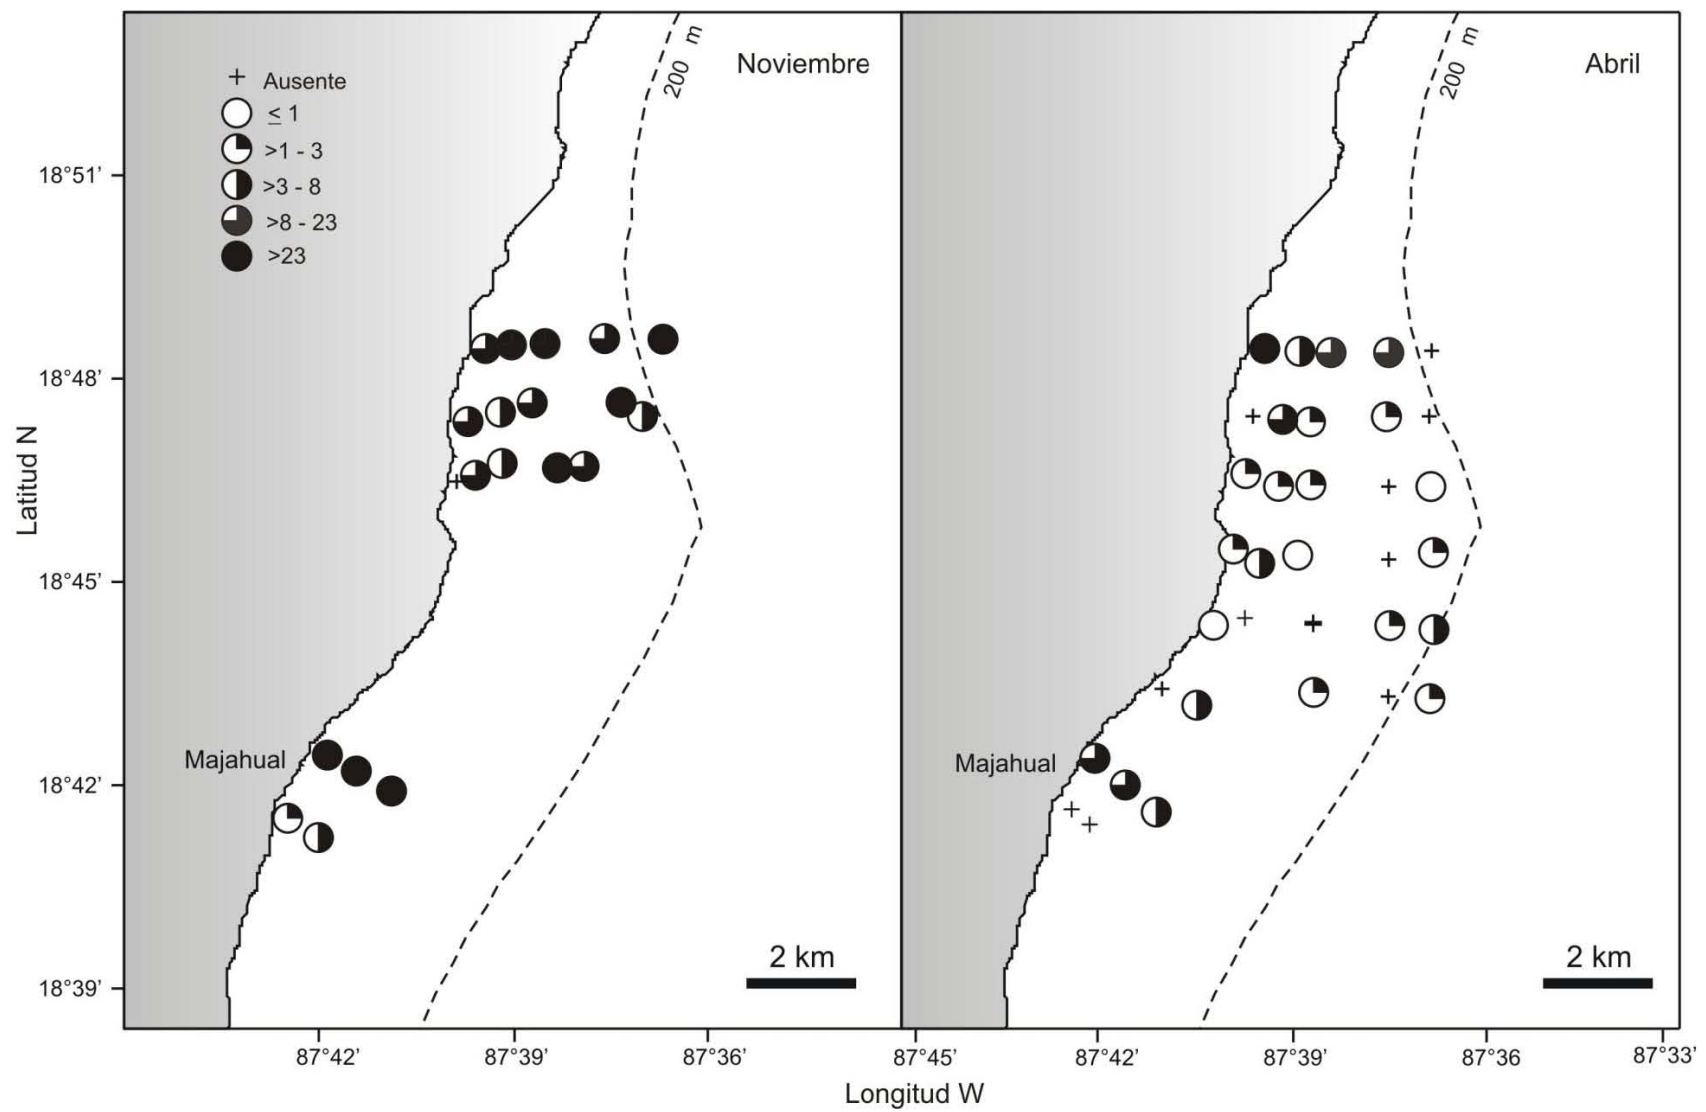 Noviembre
200 m
+ Ausente
≤ 1
>1 - 3
>3 - 8
>8 - 23
>23
Majahual
2 km
Abril
200 m
Majahual
2 km
Latitud N
18°51’
18°48’
18°45’
18°42’
18°39’
87°42’
87°39’
87°36’
87°45’
87°42’
87°39’
87°36
87°33’
Longitud W